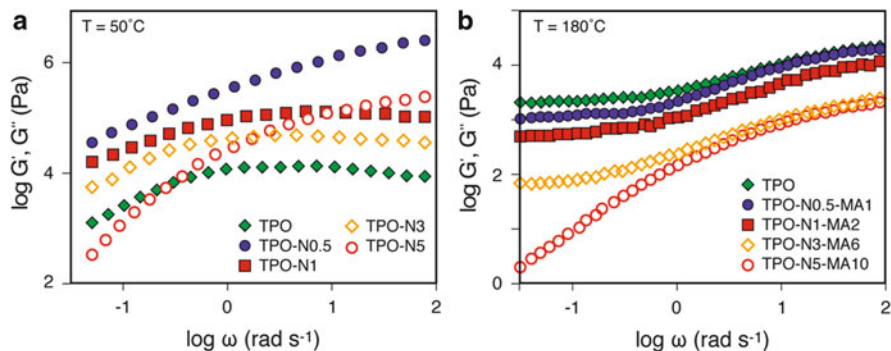 a
T = 50˚C
6
4
2
log G', G" (Pa)
-1
0
1
2
log ω (rad s-1)
TPO
TPO-N0.5
TPO-N1
TPO-N3
TPO-N5
b
T = 180˚C
4
2
0
log G', G" (Pa)
-1
0
1
2
log ω (rad s-1)
TPO
TPO-N0.5-MA1
TPO-N1-MA2
TPO-N3-MA6
TPO-N5-MA10